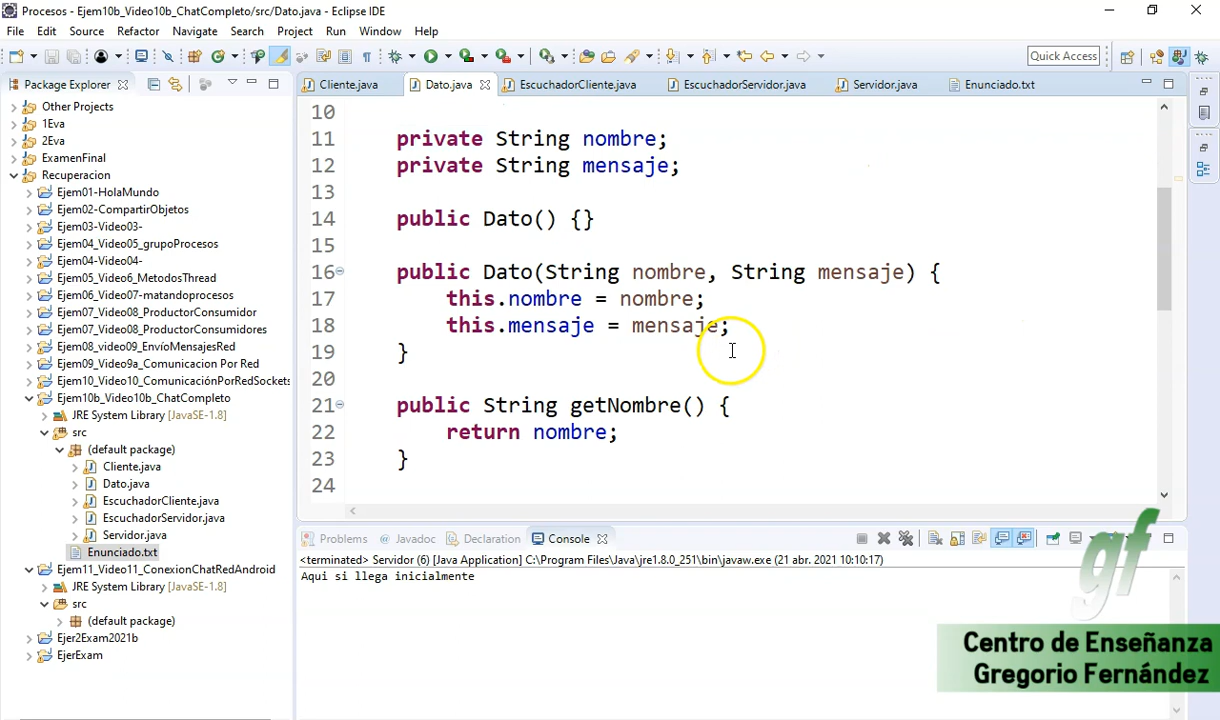 Procesos - Ejem10b_Video10b_ChatCompleto/src/Dato.java - Eclipse IDE
File Edit Source Refactor Navigate Search Project Run Window Help
Quick Access
Package Explorer
Other Projects
1Eva
2Eva
ExamenFinal
Recuperacion
Ejem01-HolaMundo
Ejem02-CompartirObjetos
Ejem03-Video03-
Ejem04_Video05_grupoProcesos
Ejem04-Video04-
Ejem05_Video6_MetodosThread
Ejem06_Video07-matandoprocesos
Ejem07_Video08_ProductorConsumidor
Ejem07_Video08_ProductorConsumidores
Ejem08_video09_EnvíoMensajesRed
Ejem09_Video9a_Comunicacion Por Red
Ejem10_Video10_ComunicaciónPorRedSockets
Ejem10b_Video10b_ChatCompleto
JRE System Library [JavaSE-1.8]
src
(default package)
Cliente.java
Dato.java
EscuchadorCliente.java
EscuchadorServidor.java
Servidor.java
Enunciado.txt
Ejem11_Video11_ConexionChatRedAndroid
JRE System Library [JavaSE-1.8]
src
(default package)
Ejer2Exam2021b
EjerExam
Cliente.java Dato.java EscuchadorCliente.java EscuchadorServidor.java Servidor.java Enunciado.txt
10
11 private String nombre;
12 private String mensaje;
13
14 public Dato() {}
15
16 public Dato(String nombre, String mensaje) {
17 this.nombre = nombre;
18 this.mensaje = mensaje;
19 }
20
21 public String getNombre() {
22 return nombre;
23 }
24
Problems Javadoc Declaration Console
<terminated> Servidor (6) [Java Application] C:\Program Files\Java\jre1.8.0_251\bin\javaw.exe (21 abr. 2021 10:10:17)
Aqui si llega inicialmente
gf
Centro de Enseñanza
Gregorio Fernández